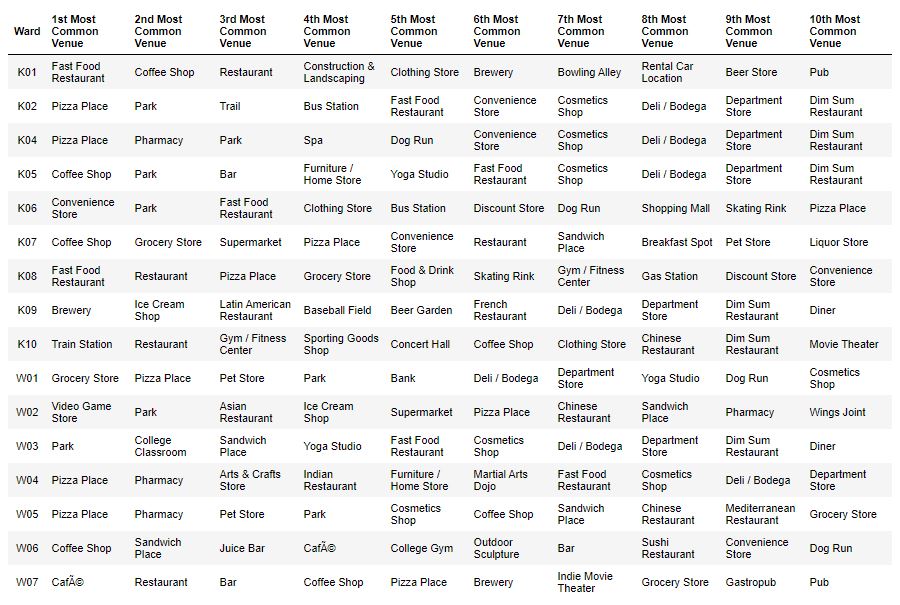 Ward 1st Most Common Venue 2nd Most Common Venue 3rd Most Common Venue 4th Most Common Venue 5th Most Common Venue 6th Most Common Venue 7th Most Common Venue 8th Most Common Venue 9th Most Common Venue 10th Most Common Venue
K01 Fast Food Restaurant Coffee Shop Restaurant Construction & Landscaping Clothing Store Brewery Bowling Alley Rental Car Location Beer Store Pub
K02 Pizza Place Park Trail Bus Station Fast Food Restaurant Convenience Store Cosmetics Shop Deli / Bodega Department Store Dim Sum Restaurant
K04 Pizza Place Pharmacy Park Spa Dog Run Convenience Store Cosmetics Shop Deli / Bodega Department Store Dim Sum Restaurant
K05 Coffee Shop Park Bar Furniture / Home Store Yoga Studio Fast Food Restaurant Cosmetics Shop Deli / Bodega Department Store Dim Sum Restaurant
K06 Convenience Store Park Fast Food Restaurant Clothing Store Bus Station Discount Store Dog Run Shopping Mall Skating Rink Pizza Place
K07 Coffee Shop Grocery Store Supermarket Pizza Place Convenience Store Restaurant Sandwich Place Breakfast Spot Pet Store Liquor Store
K08 Fast Food Restaurant Restaurant Pizza Place Grocery Store Food & Drink Shop Skating Rink Gym / Fitness Center Gas Station Discount Store Convenience Store
K09 Brewery Ice Cream Shop Latin American Restaurant Baseball Field Beer Garden French Restaurant Deli / Bodega Department Store Dim Sum Restaurant Diner
K10 Train Station Restaurant Gym / Fitness Center Sporting Goods Shop Concert Hall Coffee Shop Clothing Store Chinese Restaurant Dim Sum Restaurant Movie Theater
W01 Grocery Store Pizza Place Pet Store Park Bank Deli / Bodega Department Store Yoga Studio Dog Run Cosmetics Shop
W02 Video Game Store Park Asian Restaurant Ice Cream Shop Supermarket Pizza Place Chinese Restaurant Sandwich Place Pharmacy Wings Joint
W03 Park College Classroom Sandwich Place Yoga Studio Fast Food Restaurant Cosmetics Shop Deli / Bodega Department Store Dim Sum Restaurant Diner
W04 Pizza Place Pharmacy Arts & Crafts Store Indian Restaurant Furniture / Home Store Martial Arts Dojo Fast Food Restaurant Cosmetics Shop Deli / Bodega Department Store
W05 Pizza Place Pharmacy Pet Store Park Cosmetics Shop Coffee Shop Sandwich Place Chinese Restaurant Mediterranean Restaurant Grocery Store
W06 Coffee Shop Sandwich Place Juice Bar CafÃ© College Gym Outdoor Sculpture Bar Sushi Restaurant Convenience Store Dog Run
W07 CafÃ© Restaurant Bar Coffee Shop Pizza Place Brewery Indie Movie Theater Grocery Store Gastropub Pub